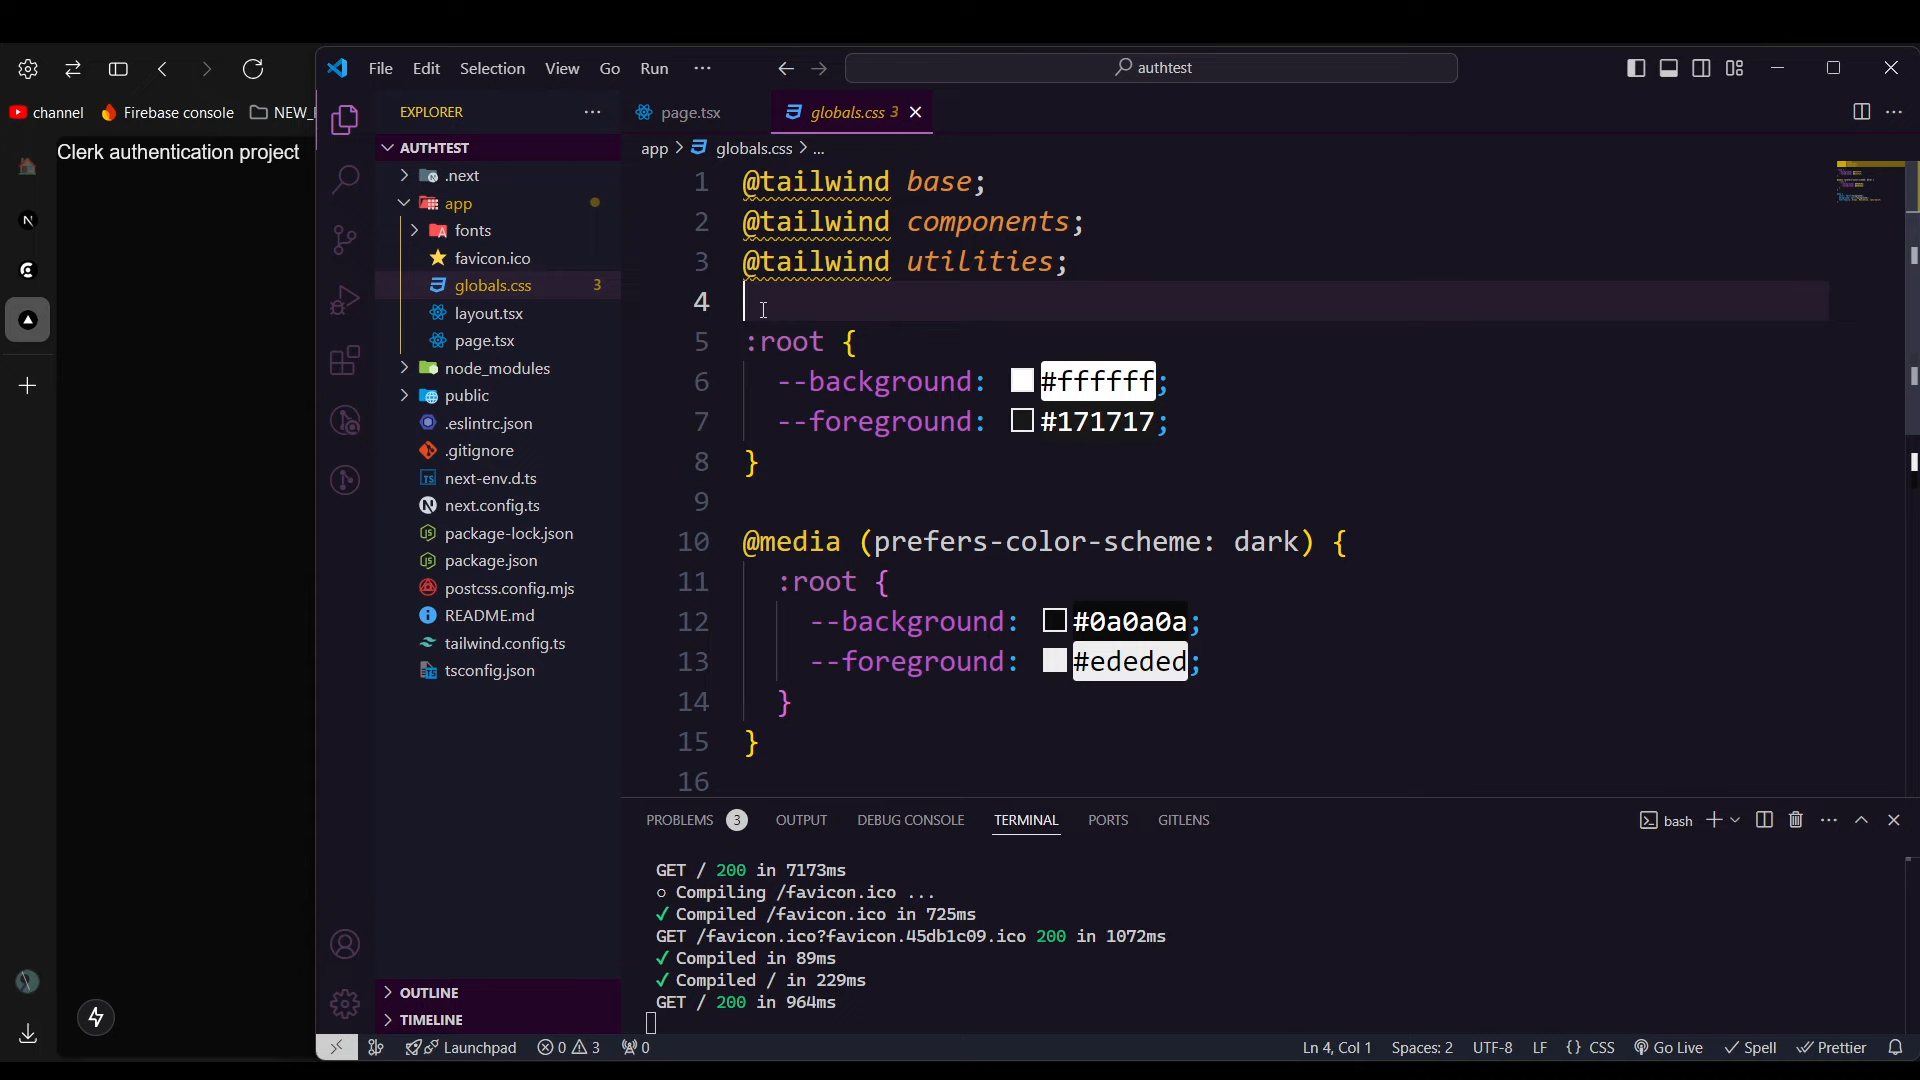 File Edit Selection View Go Run ···
authtest
channel Firebase console NEW_
EXPLORER ···
page.tsx globals.css 3
Clerk authentication project
AUTHTEST
app > globals.css > ...
.next
app
fonts
favicon.ico
globals.css 3
layout.tsx
page.tsx
node_modules
public
.eslintrc.json
.gitignore
next-env.d.ts
next.config.ts
package-lock.json
package.json
postcss.config.mjs
README.md
tailwind.config.ts
tsconfig.json
OUTLINE
TIMELINE
1 @tailwind base;
2 @tailwind components;
3 @tailwind utilities;
4
5 :root {
6 --background: #ffffff;
7 --foreground: #171717;
8 }
9
10 @media (prefers-color-scheme: dark) {
11 :root {
12 --background: #0a0a0a;
13 --foreground: #ededed;
14 }
15 }
16
PROBLEMS 3 OUTPUT DEBUG CONSOLE TERMINAL PORTS GITLENS
bash
GET / 200 in 7173ms
○ Compiling /favicon.ico ...
✓ Compiled /favicon.ico in 725ms
GET /favicon.ico?favicon.45db1c09.ico 200 in 1072ms
✓ Compiled in 89ms
✓ Compiled / in 229ms
GET / 200 in 964ms
Launchpad 0 3 0
Ln 4, Col 1 Spaces: 2 UTF-8 LF {} CSS Go Live Spell Prettier